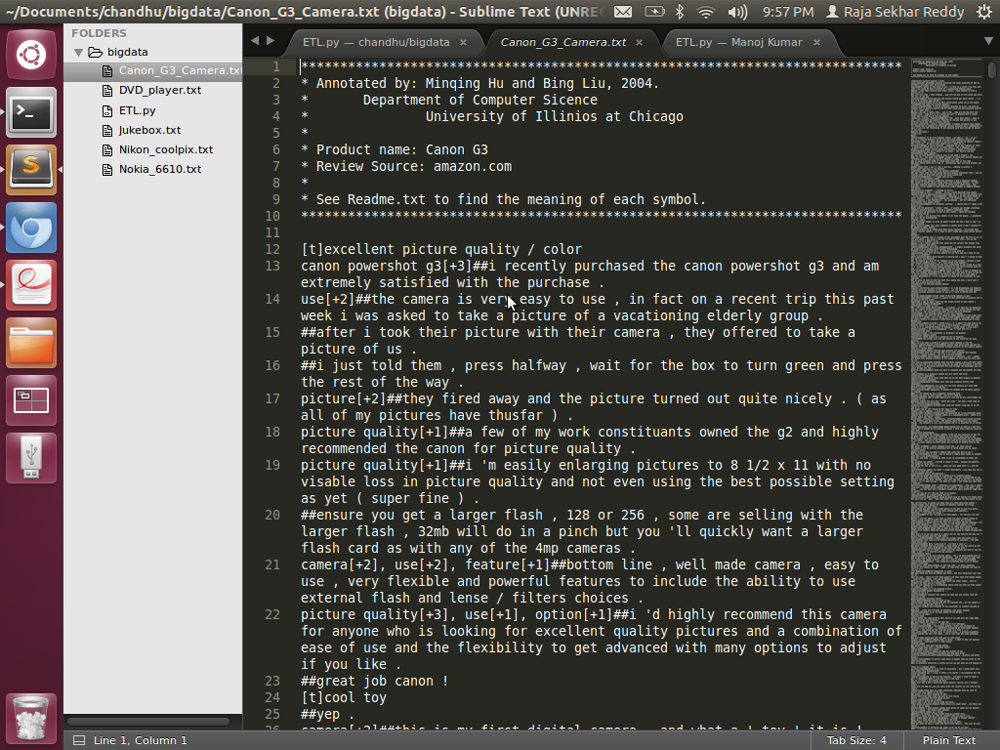 ~/Documents/chandhu/bigdata/Canon_G3_Camera.txt (bigdata) - Sublime Text (UNREG
9:57 PM
Raja Sekhar Reddy
FOLDERS
bigdata
Canon_G3_Camera.txt
DVD_player.txt
ETL.py
Jukebox.txt
Nikon_coolpix.txt
Nokia_6610.txt
ETL.py — chandhu/bigdata ×
Canon_G3_Camera.txt ×
ETL.py — Manoj Kumar ×
1 *****************************************************************************
2 * Annotated by: Minqing Hu and Bing Liu, 2004.
3 *       Department of Computer Sicence
4 *               University of Illinios at Chicago
5 *
6 * Product name: Canon G3
7 * Review Source: amazon.com
8 *
9 * See Readme.txt to find the meaning of each symbol.
10 *****************************************************************************
11
12 [t]excellent picture quality / color
13 canon powershot g3[+3]##i recently purchased the canon powershot g3 and am
extremely satisfied with the purchase .
14 use[+2]##the camera is very easy to use , in fact on a recent trip this past
week i was asked to take a picture of a vacationing elderly group .
15 ##after i took their picture with their camera , they offered to take a
picture of us .
16 ##i just told them , press halfway , wait for the box to turn green and press
the rest of the way .
17 picture[+2]##they fired away and the picture turned out quite nicely . ( as
all of my pictures have thusfar ) .
18 picture quality[+1]##a few of my work constituants owned the g2 and highly
recommended the canon for picture quality .
19 picture quality[+1]##i 'm easily enlarging pictures to 8 1/2 x 11 with no
visable loss in picture quality and not even using the best possible setting
as yet ( super fine ) .
20 ##ensure you get a larger flash , 128 or 256 , some are selling with the
larger flash , 32mb will do in a pinch but you 'll quickly want a larger
flash card as with any of the 4mp cameras .
21 camera[+2], use[+2], feature[+1]##bottom line , well made camera , easy to
use , very flexible and powerful features to include the ability to use
external flash and lense / filters choices .
22 picture quality[+3], use[+1], option[+1]##i 'd highly recommend this camera
for anyone who is looking for excellent quality pictures and a combination of
ease of use and the flexibility to get advanced with many options to adjust
if you like .
23 ##great job canon !
24 [t]cool toy
25 ##yep .
26 camera[+2]##this is my first digital camera , and what a ' toy ' it is !
Line 1, Column 1
Tab Size: 4
Plain Text